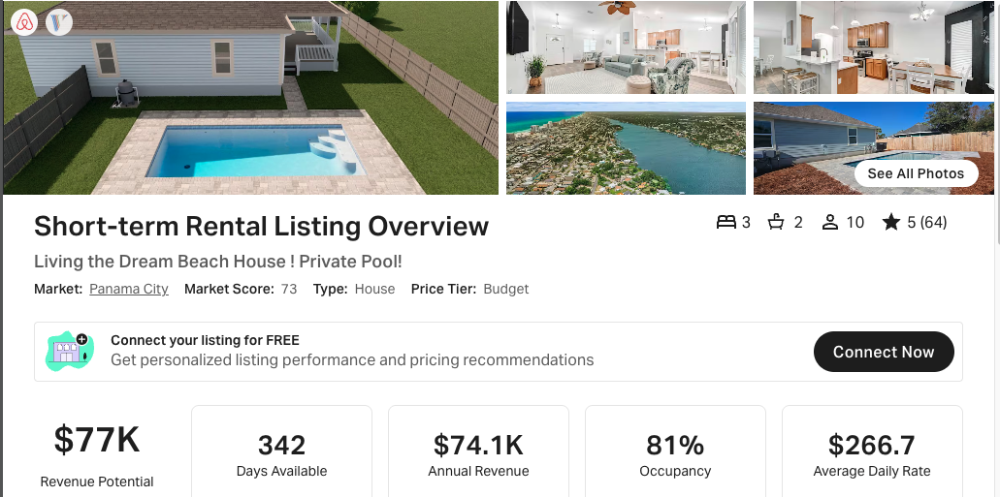 See All Photos
Short-term Rental Listing Overview
3 2 10 5 (64)
Living the Dream Beach House ! Private Pool!
Market: Panama City Market Score: 73 Type: House Price Tier: Budget
Connect your listing for FREE
Get personalized listing performance and pricing recommendations
Connect Now
$77K
Revenue Potential
342
Days Available
$74.1K
Annual Revenue
81%
Occupancy
$266.7
Average Daily Rate